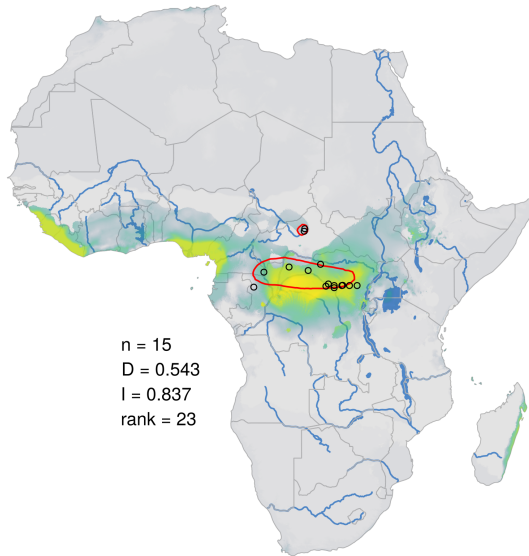 n = 15
D = 0.543
I = 0.837
rank = 23